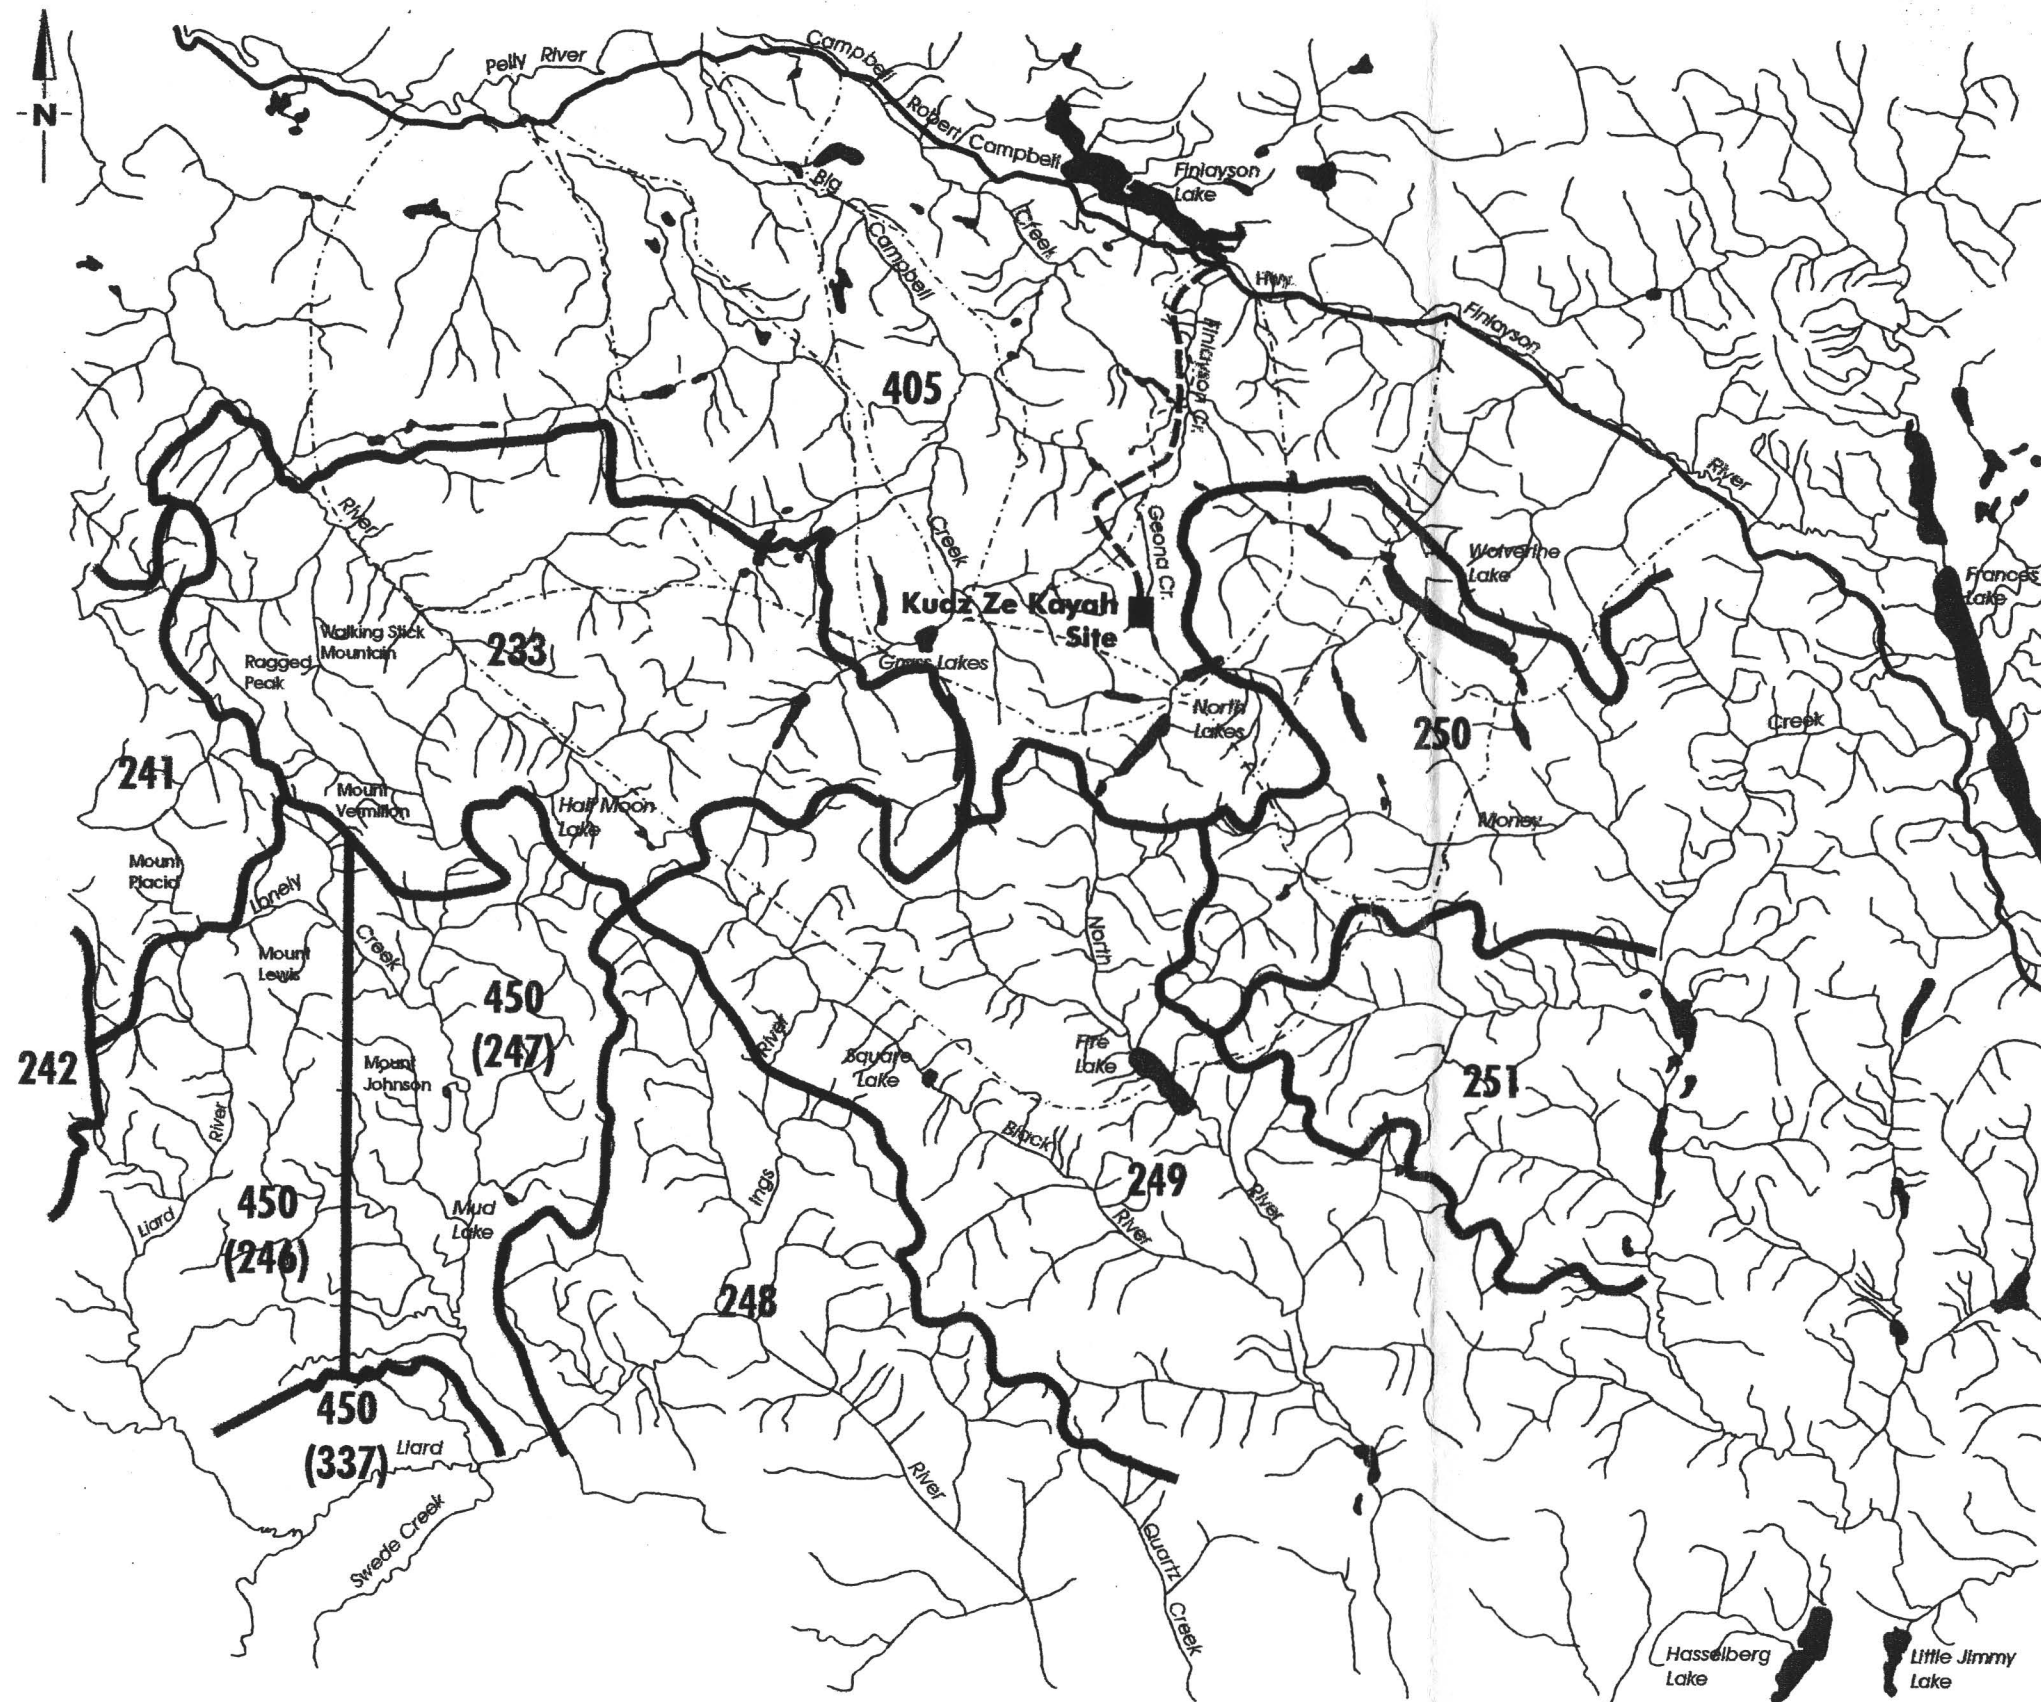 Campbell
Pelly River
Robert Campbell
-N-
Finlayson
Lake
Big
Campbell
Creek
Hwy.
Finlayson
Finlayson Cr.
405
River
River
Creek
Geona Cr.
Wolverine
Lake
Frances
Lake
Kudz Ze Kayah
Site
Walking Stick
Mountain
233
Ragged
Peak
Grass Lakes
North
Lakes
250
Creek
241
Mount
Vermilion
Half Moon
Lake
Money
Mount
Placid
Lonely
Creek
North
Mount
Lewis
450
(247)
River
Square
Lake
Fire
Lake
242
Mount
Johnson
251
River
Black
249
450
(246)
Liard
Mud
Lake
ings
River
River
248
450
(337)
Liard
River
Swede Creek
Quartz
Creek
Hasselberg
Lake
Little Jimmy
Lake